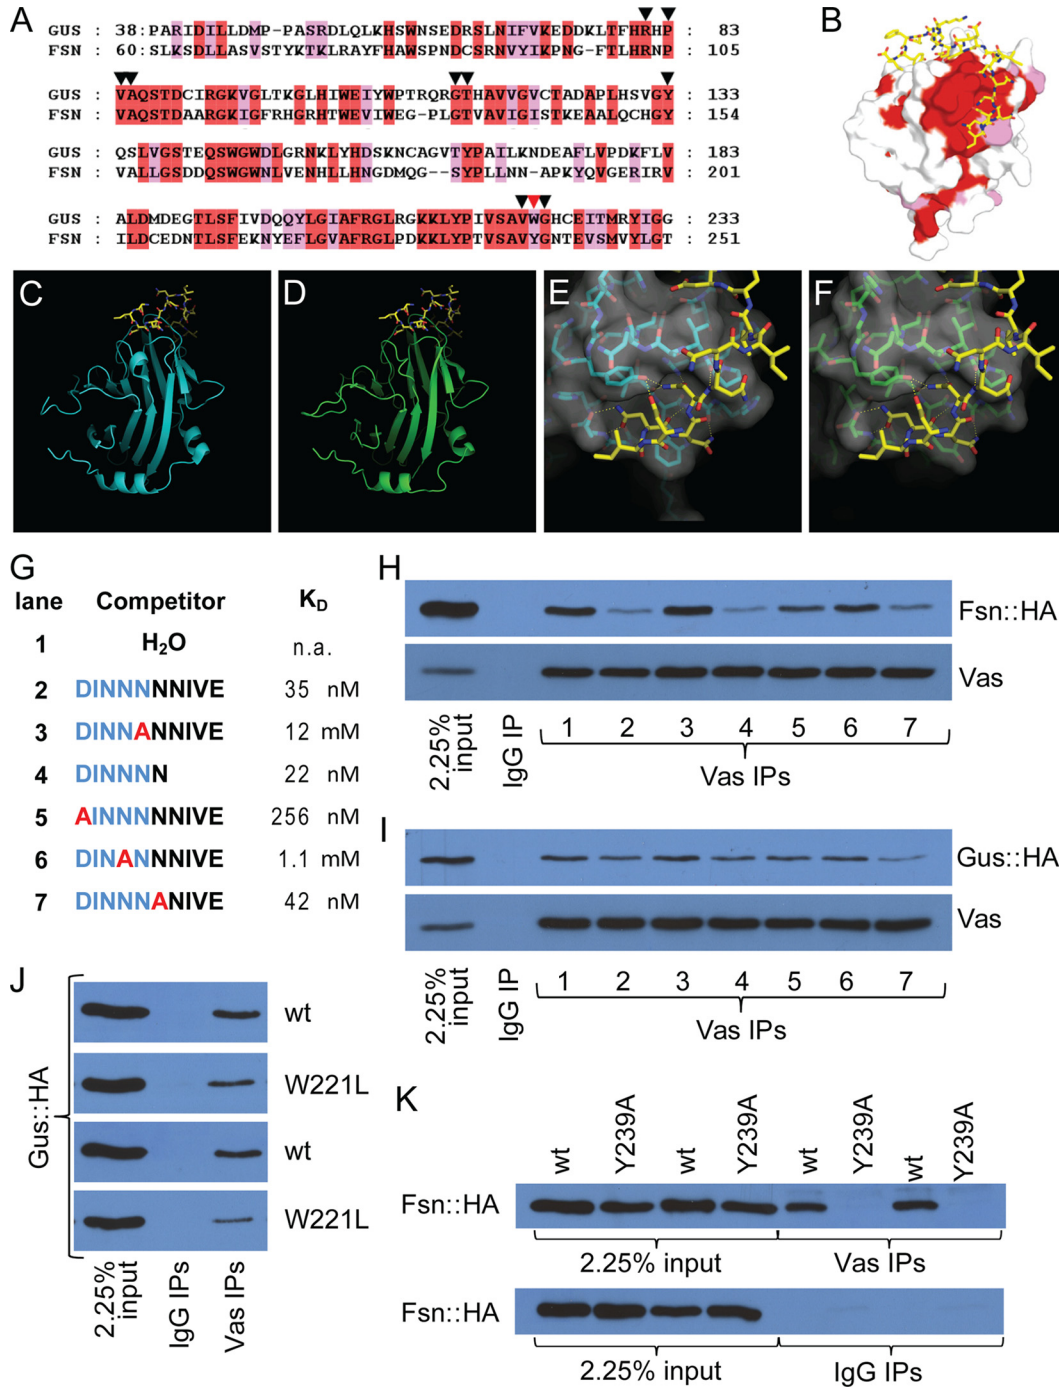 A
GUS : 38:PARIDILLDMP-PASRDLQLKHSWNSEDRSLNIFVKEDDKLTFHRHP : 83
FSN : 60:SLKSDLLASVSTYKTKLRAYFHAWSPNDCSRNVYIKPNG-FTLHRNP : 105
GUS : VAQSTDCIRGKVGLTKGLHIWEIYWPTRQRGTHAVVGVCTADAPLHSVGY : 133
FSN : VAQSTDAARGKIGFRHGRHTWEVIWEG-PLGTVAVIGISTKEAALQCHGY : 154
GUS : QSLVGSTEQSWGWDLGRNKLYHDSKNCAGVTYPAILKNDEAFLVPDKFLV : 183
FSN : VALLGSDDQSWGWNLVENHLLHNGDMQG--SYPLLNN-APKYQVGERIRV : 201
GUS : ALDMDEGTLSFIVDQQYLGIAFRGLRGKKLYPIVSAVWGHCEITMRYIGG : 233
FSN : ILDCEDNTLSFEKNYEFLGVAFRGLPDKKLYPTVSAVYGNTEVSMVYLGT : 251
B
C
D
E
F
G
lane Competitor KD
1 H2O n.a.
2 DINNNNNIVE 35 nM
3 DINNANNIVE 12 mM
4 DINNNN 22 nM
5 AINNNNNIVE 256 nM
6 DINANNNIVE 1.1 mM
7 DINNNANIVE 42 nM
H
Fsn::HA
Vas
2.25% input
IgG IP
1 2 3 4 5 6 7
Vas IPs
I
Gus::HA
Vas
2.25% input
IgG IP
1 2 3 4 5 6 7
Vas IPs
J
Gus::HA
wt
W221L
wt
W221L
2.25% input
IgG IPs
Vas IPs
K
wt Y239A wt Y239A wt Y239A wt Y239A
Fsn::HA
2.25% input Vas IPs
Fsn::HA
2.25% input IgG IPs